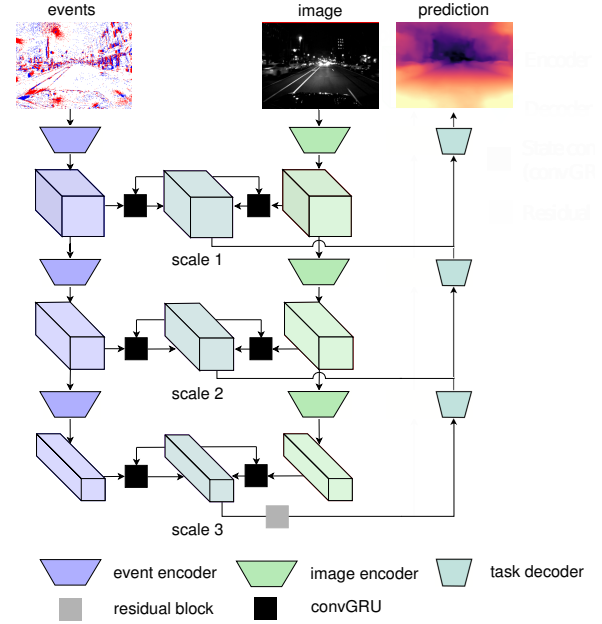 events
image
prediction
scale 1
scale 2
scale 3
event encoder
image encoder
task decoder
residual block
convGRU